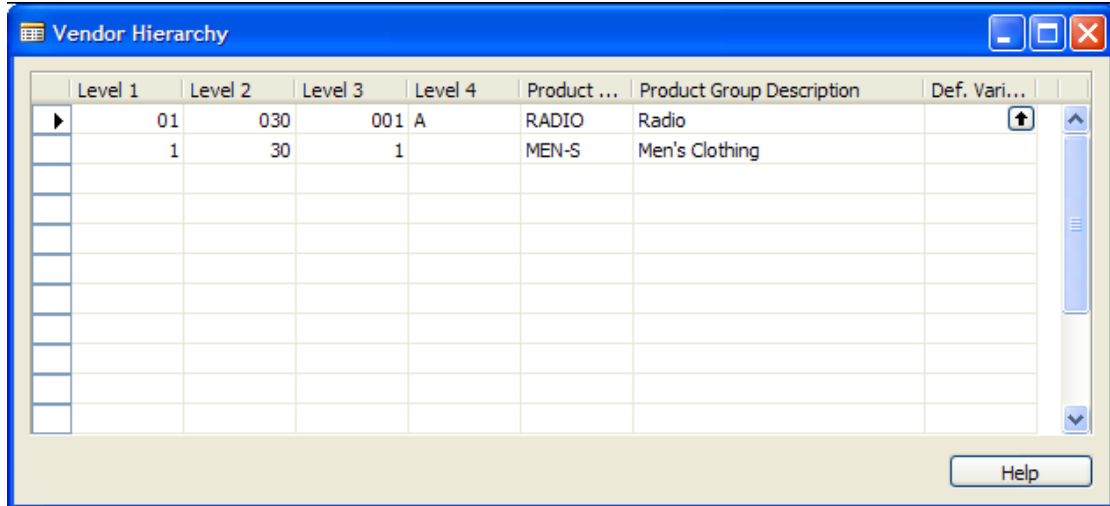 Vendor Hierarchy
Level 1 Level 2 Level 3 Level 4 Product ... Product Group Description Def. Vari...
01 030 001 A RADIO Radio
1 30 1 MEN-S Men's Clothing
Help